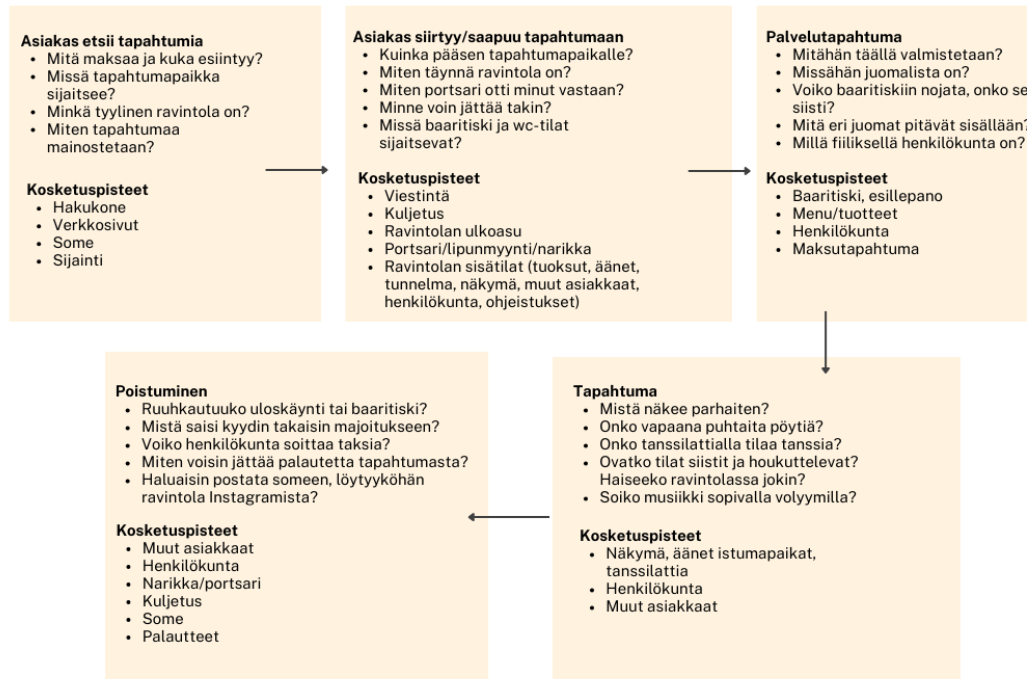 Asiakas etsii tapahtumia
• Mitä maksaa ja kuka esiintyy?
• Missä tapahtumapaikka
sijaitsee?
• Minkä tyylinen ravintola on?
• Miten tapahtumaa
mainostetaan?
Kosketuspisteet
• Hakukone
• Verkkosivut
• Some
• Sijainti
Asiakas siirtyy/saapuu tapahtumaan
• Kuinka pääsen tapahtumapaikalle?
• Miten täynnä ravintola on?
• Miten portsari otti minut vastaan?
• Minne voin jättää takin?
• Missä baaritiski ja wc-tilat
sijaitsevat?
Kosketuspisteet
• Viestintä
• Kuljetus
• Ravintolan ulkoasu
• Portsari/lipunmyynti/narikka
• Ravintolan sisätilat (tuoksut, äänet,
tunnelma, näkymä, muut asiakkaat,
henkilökunta, ohjeistukset)
Palvelutapahtuma
• Mitähän täällä valmistetaan?
• Missähän juomalista on?
• Voiko baaritiskiin nojata, onko se
siisti?
• Mitä eri juomat pitävät sisällään?
• Millä fiiliksellä henkilökunta on?
Kosketuspisteet
• Baaritiski, esillepano
• Menu/tuotteet
• Henkilökunta
• Maksutapahtuma
Tapahtuma
• Mistä näkee parhaiten?
• Onko vapaana puhtaita pöytiä?
• Onko tanssilattialla tilaa tanssia?
• Ovatko tilat siistit ja houkuttelevat?
Haiseeko ravintolassa jokin?
• Soiko musiikki sopivalla volyymilla?
Kosketuspisteet
• Näkymä, äänet istumapaikat,
tanssilattia
• Henkilökunta
• Muut asiakkaat
Poistuminen
• Ruuhkautuuko uloskäynti tai baaritiski?
• Mistä saisi kyydin takaisin majoitukseen?
• Voiko henkilökunta soittaa taksia?
• Miten voisin jättää palautetta tapahtumasta?
• Haluaisin postata someen, löytyyköhän
ravintola Instagramista?
Kosketuspisteet
• Muut asiakkaat
• Henkilökunta
• Narikka/portsari
• Kuljetus
• Some
• Palautteet